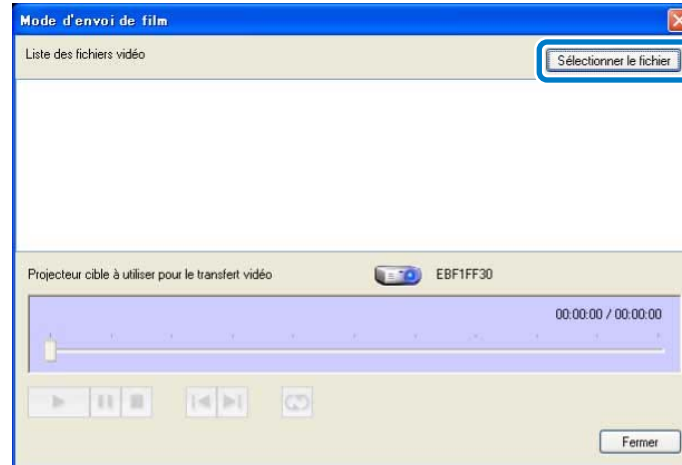 Mode d'envoi de film
Liste des fichiers vidéo
Sélectionner le fichier
Projecteur cible à utiliser pour le transfert vidéo
EBF1FF30
00:00:00 / 00:00:00
Fermer